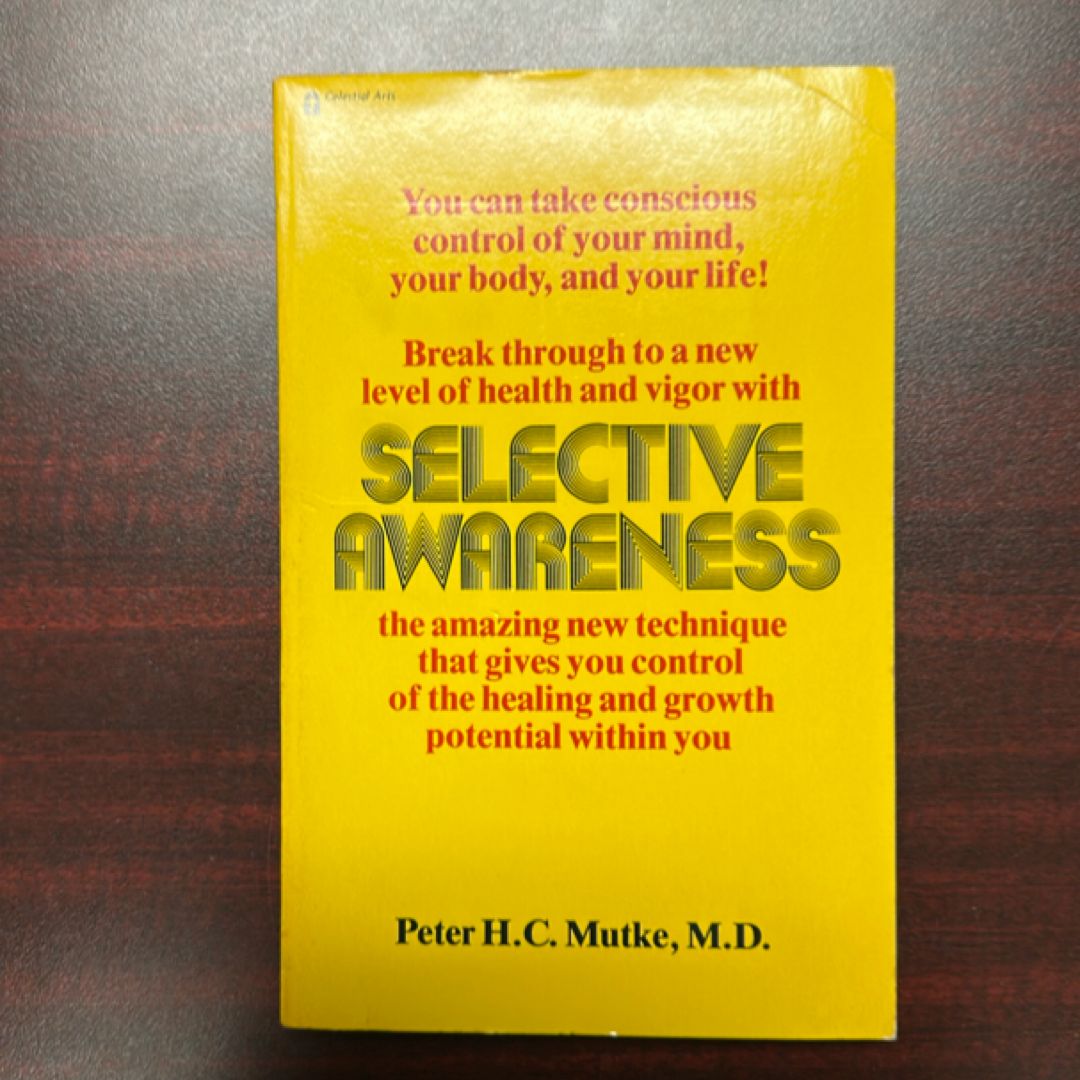 Celestial Arts
You can take conscious
control of your mind,
your body, and your life!
Break through to a new
level of health and vigor with
SELECTIVE
AWARENESS
the amazing new technique
that gives you control
of the healing and growth
potential within you
Peter H.C. Mutke, M.D.